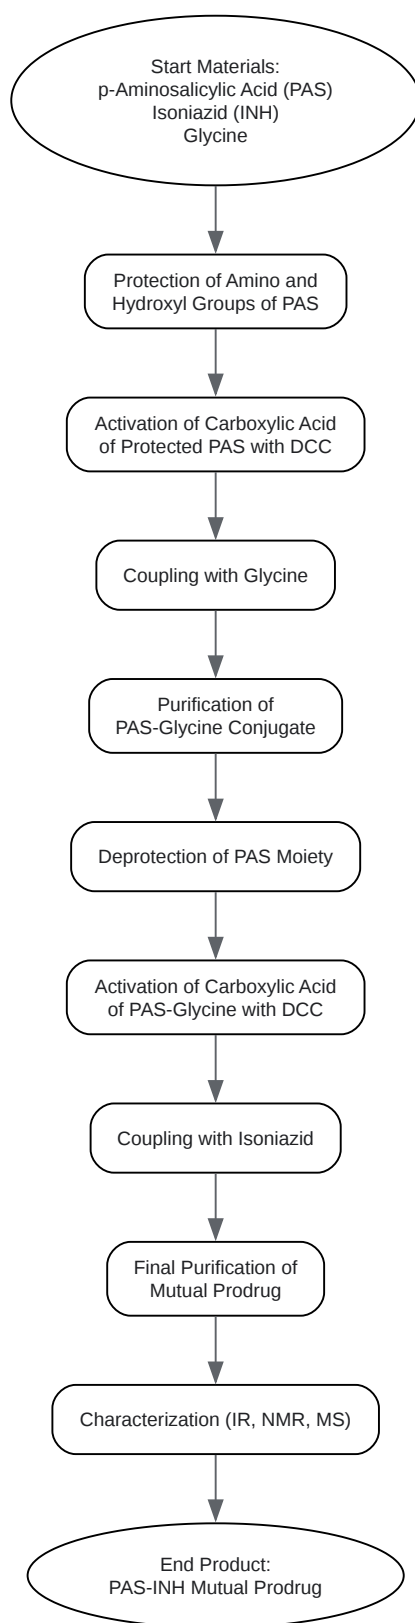 Start Materials:
p-Aminosalicylic Acid (PAS)
Isoniazid (INH)
Glycine
Protection of Amino and
Hydroxyl Groups of PAS
Activation of Carboxylic Acid
of Protected PAS with DCC
Coupling with Glycine
Purification of
PAS-Glycine Conjugate
Deprotection of PAS Moiety
Activation of Carboxylic Acid
of PAS-Glycine with DCC
Coupling with Isoniazid
Final Purification of
Mutual Prodrug
Characterization (IR, NMR, MS)
End Product:
PAS-INH Mutual Prodrug